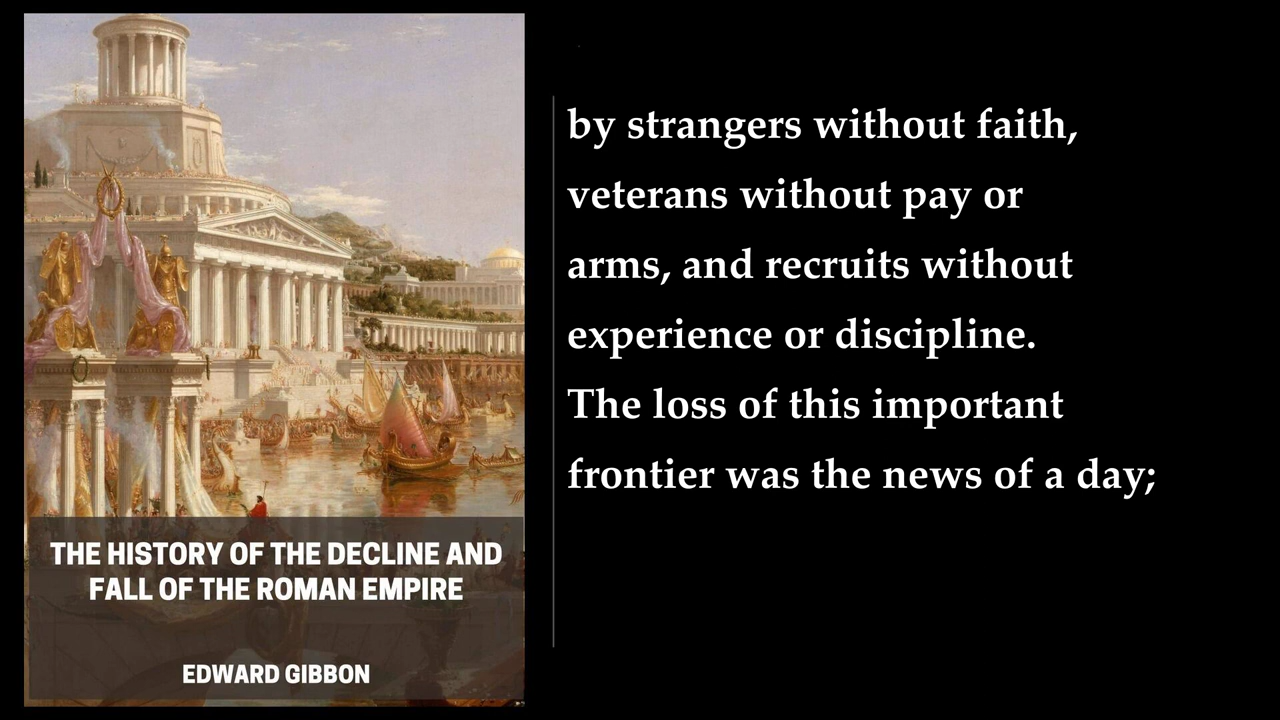 by strangers without faith,
veterans without pay or
arms, and recruits without
experience or discipline.
The loss of this important
frontier was the news of a day;
THE HISTORY OF THE DECLINE AND
FALL OF THE ROMAN EMPIRE
EDWARD GIBBON